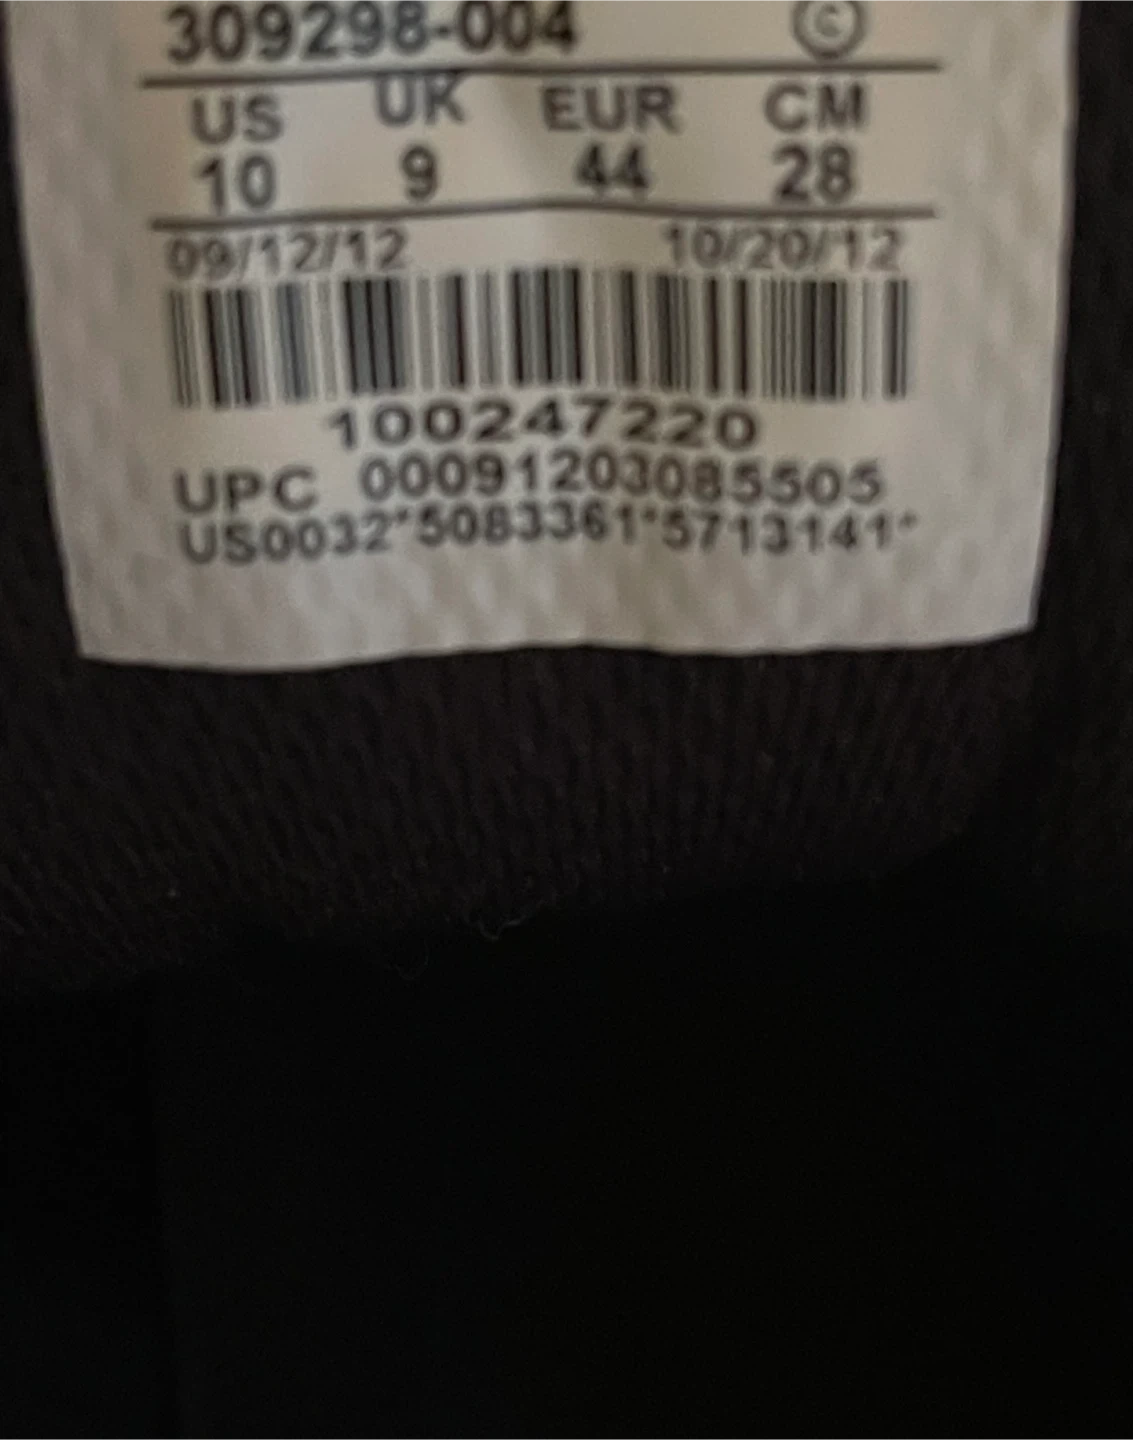 309298-004 ©
US UK EUR CM
10 9 44 28
09/12/12 10/20/12
100247220
UPC 00091203085505
US0032*5083361*5713141*